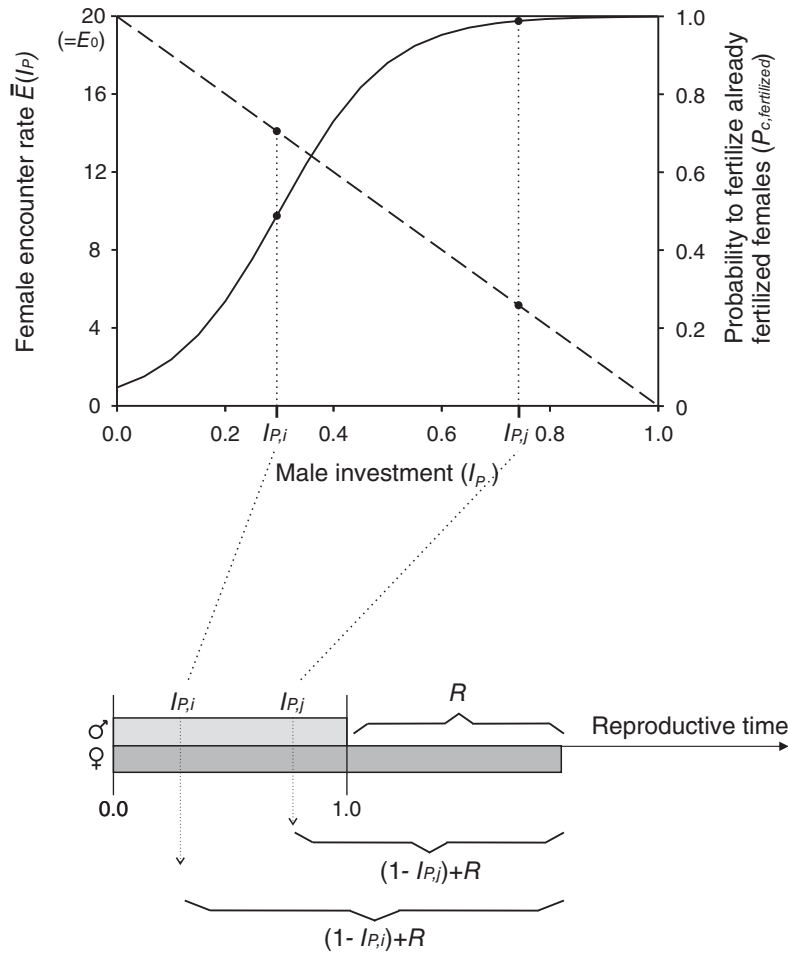 Female encounter rate Ē(IP)
20
(=E0)
16
12
8
4
0
1.0
0.8
0.6
0.4
0.2
0
Probability to fertilize already
fertilized females (Pc,fertilized)
0.0 0.2 IP,i 0.4 0.6 IP,j 0.8 1.0
Male investment (IP)
IP,i IP,j R
Reproductive time
♂
♀
0.0 1.0
(1- IP,j)+R
(1- IP,i)+R